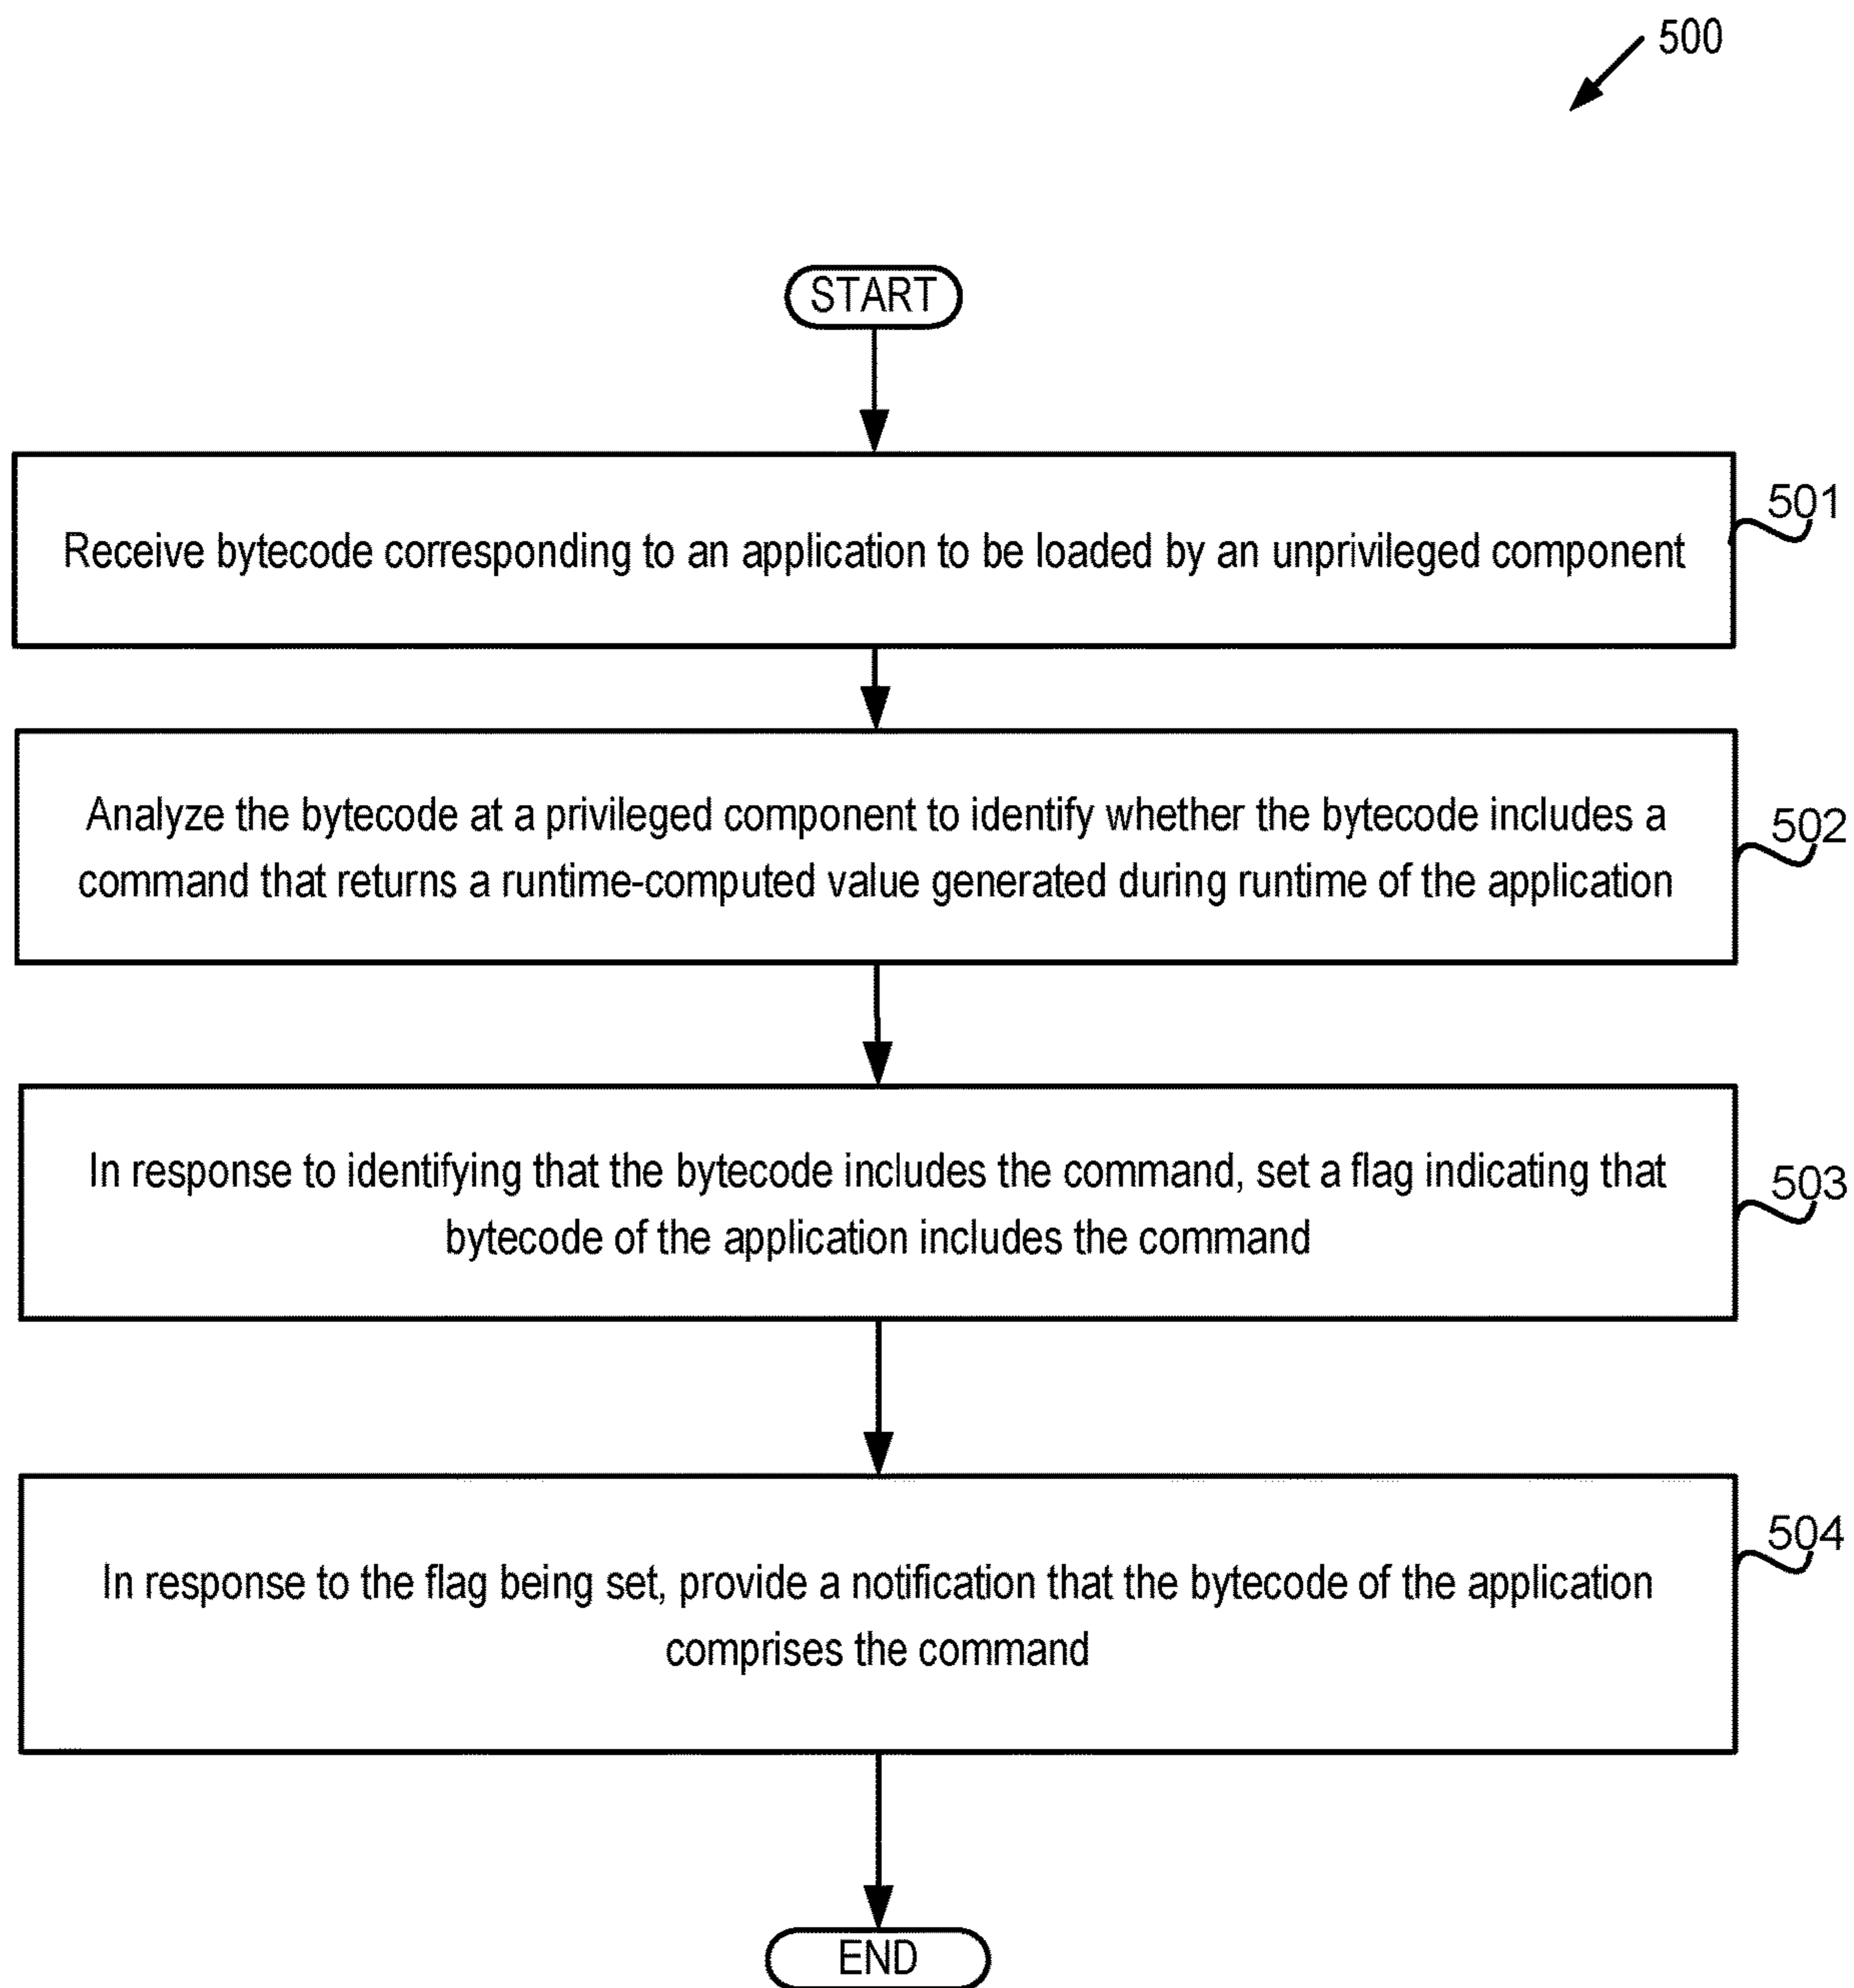 500
START
Receive bytecode corresponding to an application to be loaded by an unprivileged component
501
Analyze the bytecode at a privileged component to identify whether the bytecode includes a
command that returns a runtime-computed value generated during runtime of the application
502
In response to identifying that the bytecode includes the command, set a flag indicating that
bytecode of the application includes the command
503
In response to the flag being set, provide a notification that the bytecode of the application
comprises the command
504
END